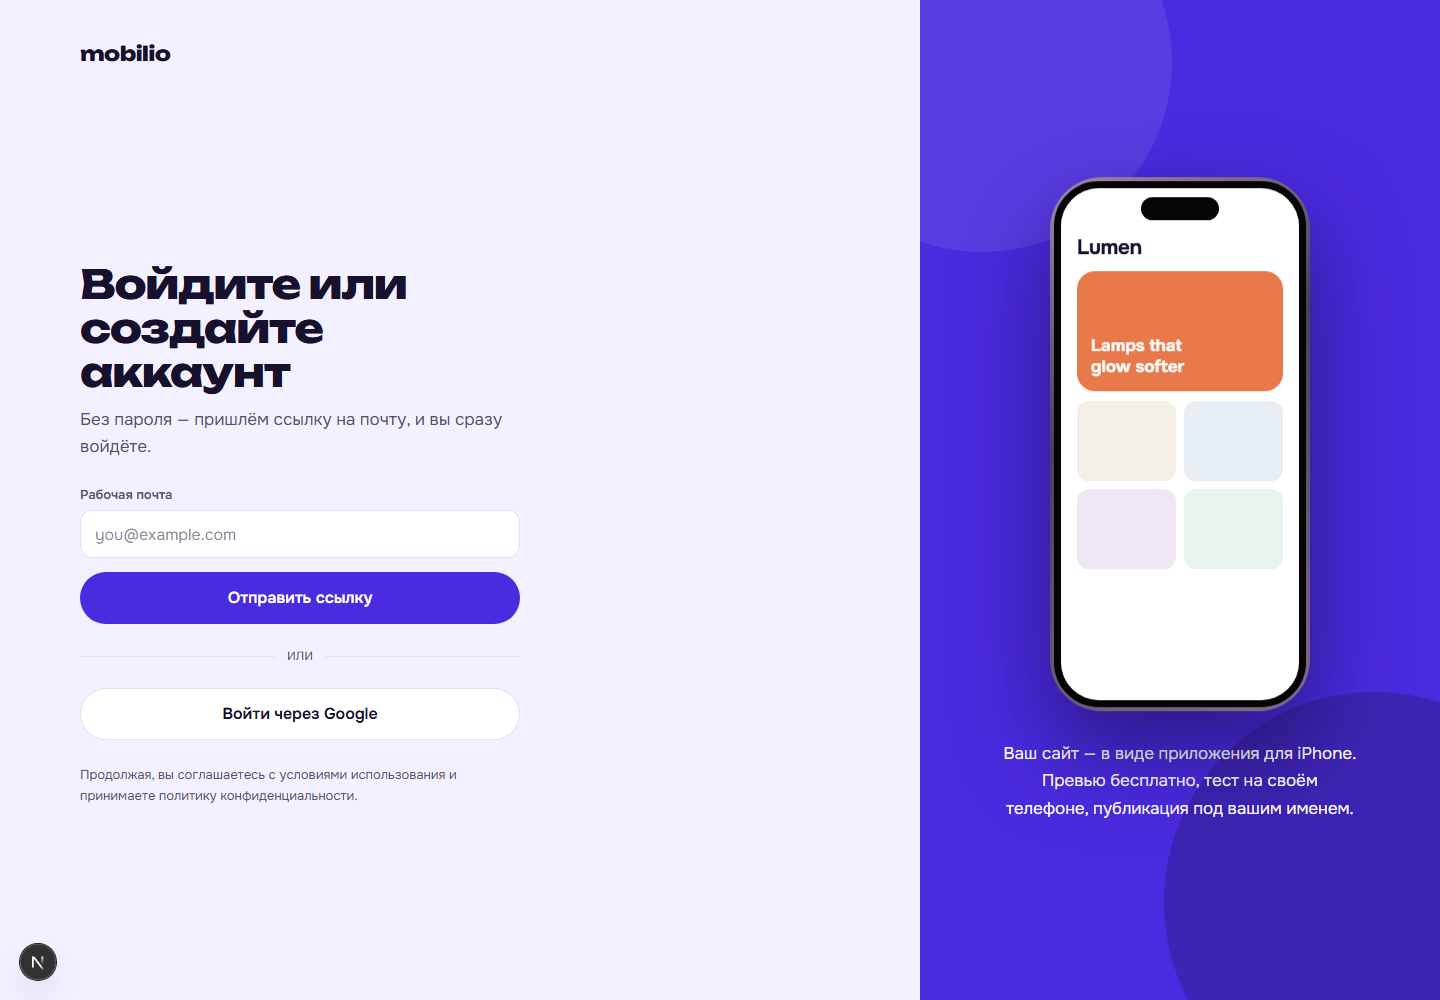 mobilio
Войдите или
создайте
аккаунт
Без пароля — пришлём ссылку на почту, и вы сразу
войдёте.
Рабочая почта
you@example.com
Отправить ссылку
или
Войти через Google
Продолжая, вы соглашаетесь с условиями использования и
принимаете политику конфиденциальности.
N
Lumen
Lamps that
glow softer
Ваш сайт — в виде приложения для iPhone.
Превью бесплатно, тест на своём
телефоне, публикация под вашим именем.